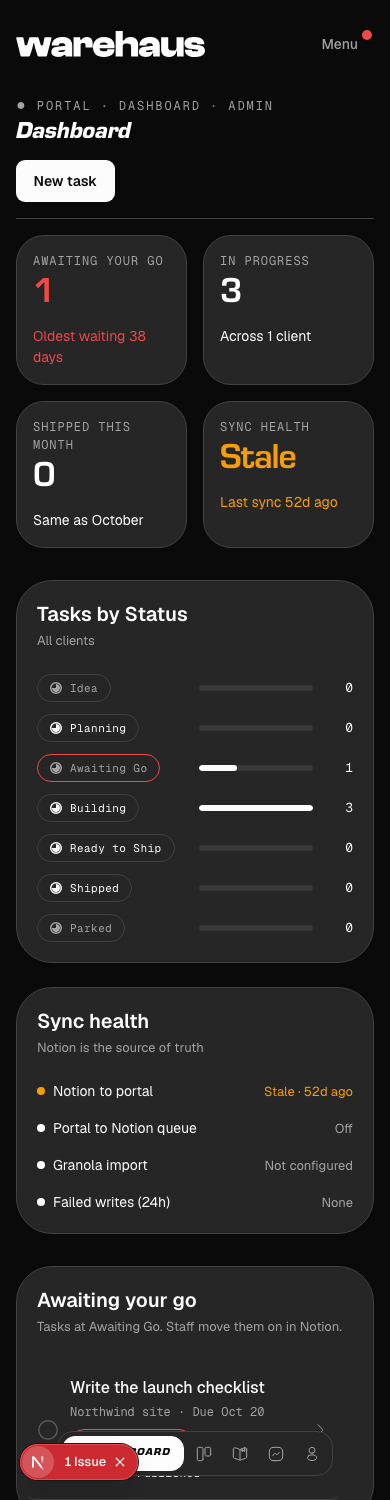 warehaus
Menu
PORTAL · DASHBOARD · ADMIN
Dashboard
New task
AWAITING YOUR GO
1
Oldest waiting 38
days
IN PROGRESS
3
Across 1 client
SHIPPED THIS
MONTH
0
Same as October
SYNC HEALTH
Stale
Last sync 52d ago
Tasks by Status
All clients
Idea 0
Planning 0
Awaiting Go 1
Building 3
Ready to Ship 0
Shipped 0
Parked 0
Sync health
Notion is the source of truth
Notion to portal Stale · 52d ago
Portal to Notion queue Off
Granola import Not configured
Failed writes (24h) None
Awaiting your go
Tasks at Awaiting Go. Staff move them on in Notion.
Write the launch checklist
Northwind site · Due Oct 20
N 1 Issue